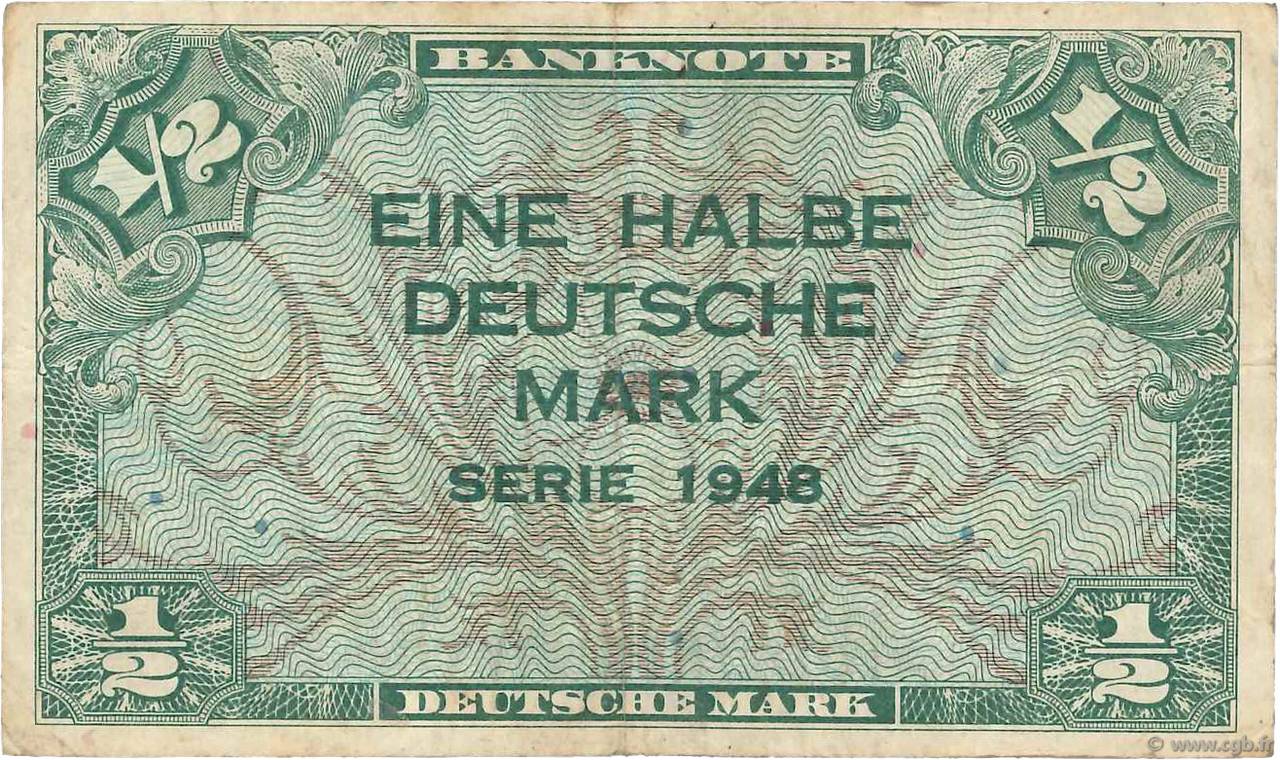 BANKNOTE
1/2
1/2
EINE HALBE
DEUTSCHE
MARK
SERIE 1948
1/2
1/2
DEUTSCHE MARK
© www.cgb.fr